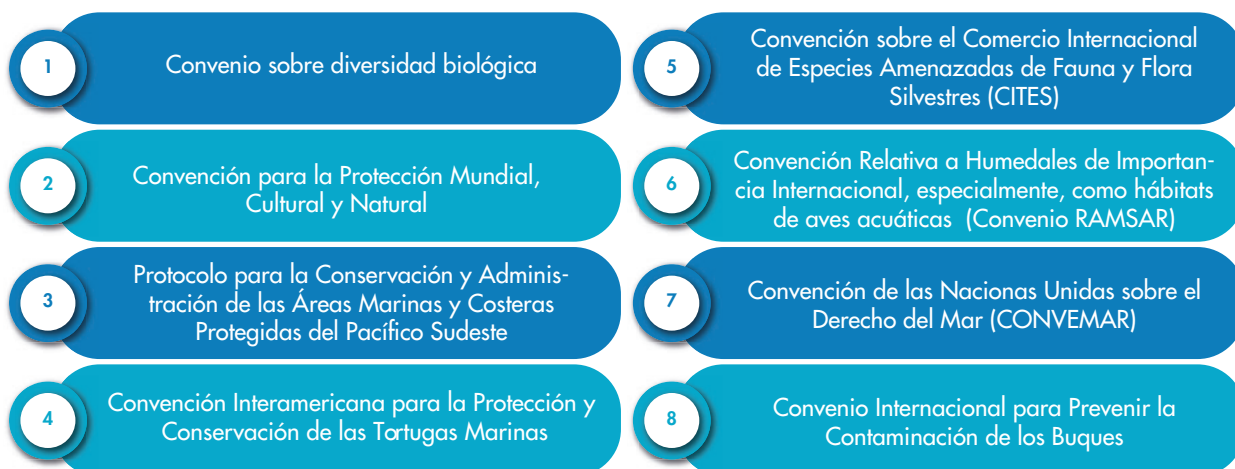 1
Convenio sobre diversidad biológica
2
Convención para la Protección Mundial,
Cultural y Natural
3
Protocolo para la Conservación y Adminis-
tración de las Áreas Marinas y Costeras
Protegidas del Pacífico Sudeste
4
Convención Interamericana para la Protección y
Conservación de las Tortugas Marinas
5
Convención sobre el Comercio Internacional
de Especies Amenazadas de Fauna y Flora
Silvestres (CITES)
6
Convención Relativa a Humedales de Importan-
cia Internacional, especialmente, como hábitats
de aves acuáticas (Convenio RAMSAR)
7
Convención de las Nacionas Unidas sobre el
Derecho del Mar (CONVEMAR)
8
Convenio Internacional para Prevenir la
Contaminación de los Buques